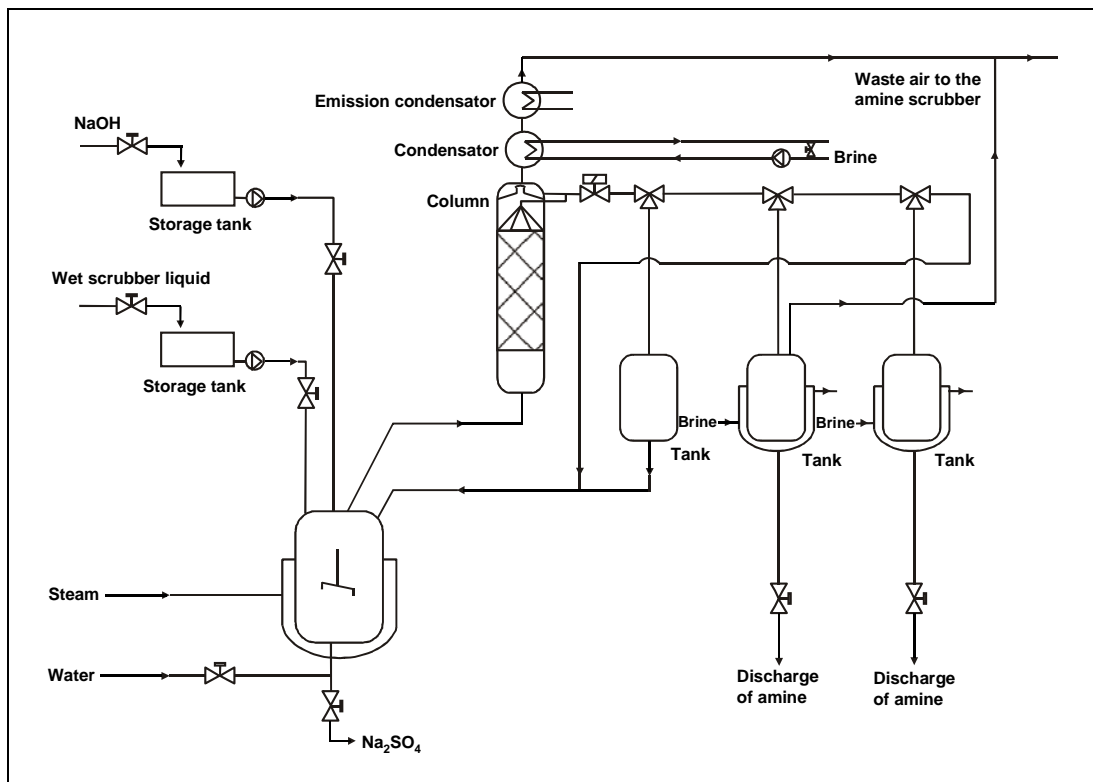 Waste air to the
amine scrubber
Emission condensator
NaOH
Condensator
Brine
Column
Storage tank
Wet scrubber liquid
Storage tank
Brine
Brine
Tank
Tank
Tank
Steam
Water
Discharge
of amine
Discharge
of amine
Na₂SO₄